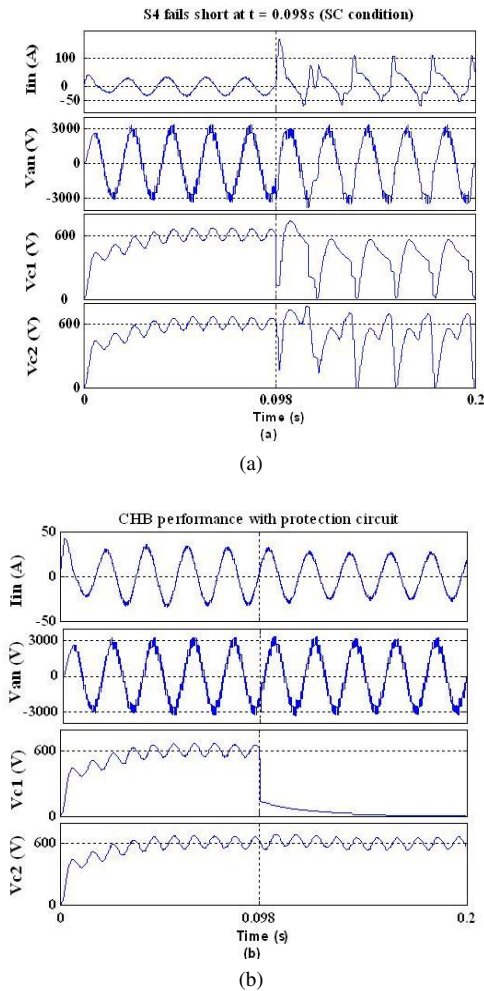 S4 fails short at t = 0.098s (SC condition)
Iin (A)
100
0
-50
Van (V)
3000
0
-3000
Vc1 (V)
600
0
Vc2 (V)
600
0
0
0.098
0.2
Time (s)
(a)
(a)
CHB performance with protection circuit
Iin (A)
50
0
-50
Van (V)
3000
0
-3000
Vc1 (V)
600
0
Vc2 (V)
600
0
0
0.098
0.2
Time (s)
(b)
(b)